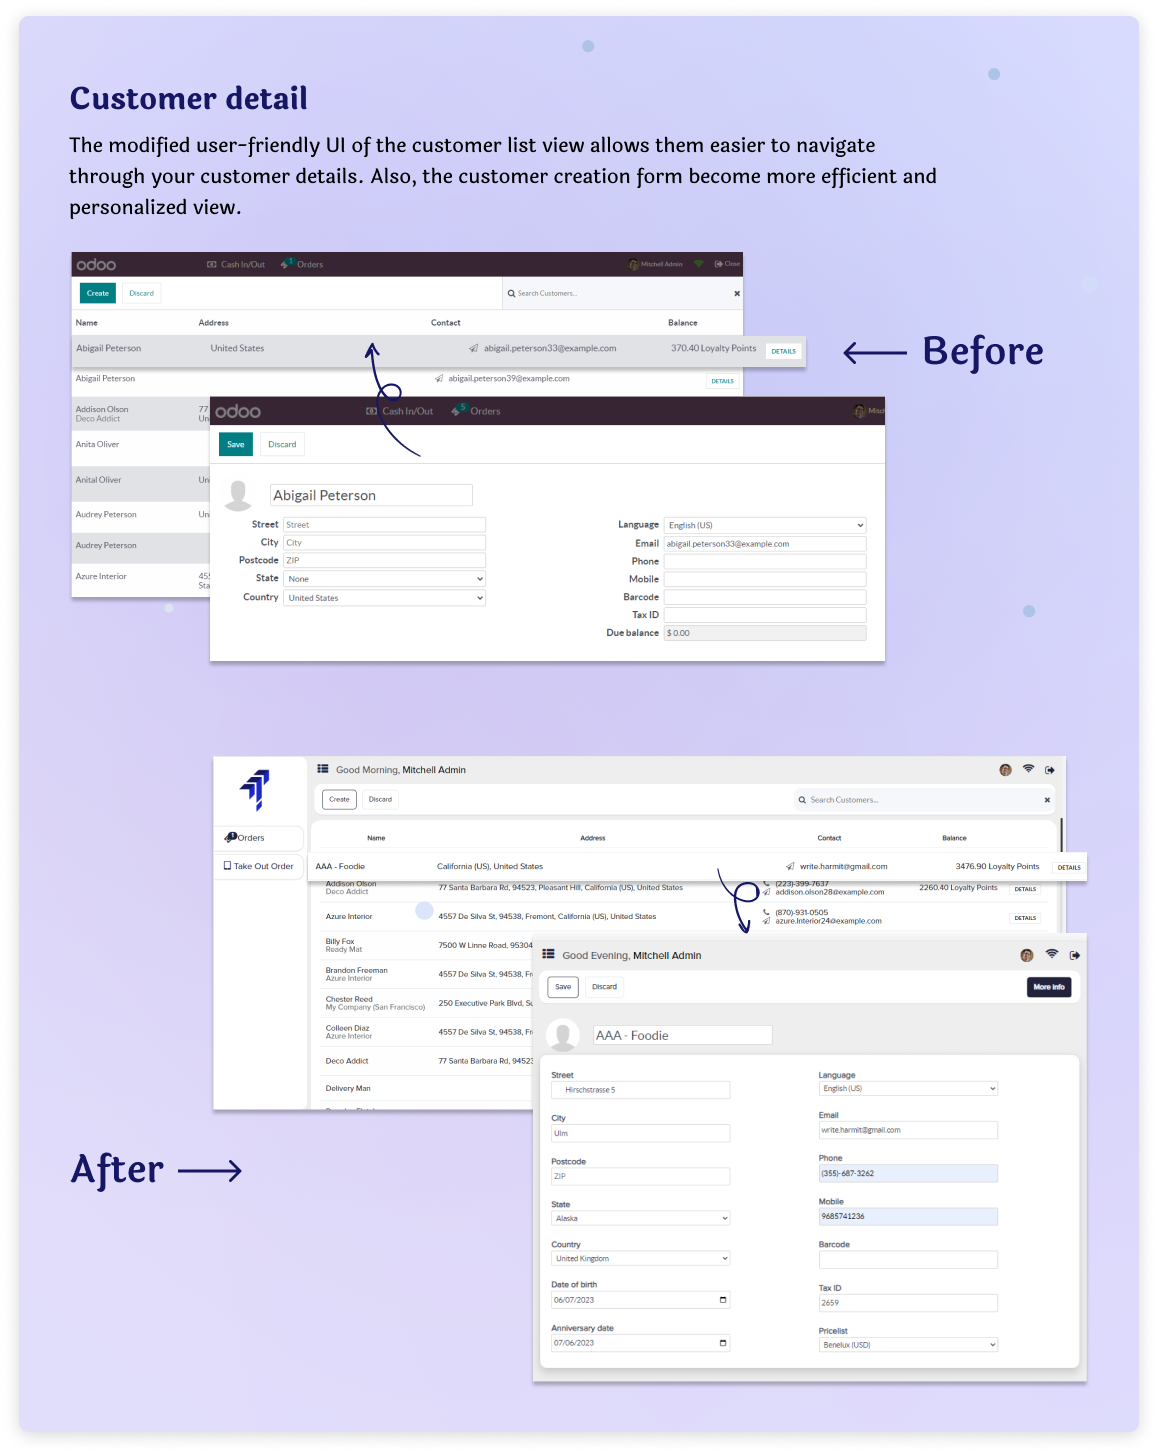 Customer detail
The modified user-friendly UI of the customer list view allows them easier to navigate
through your customer details. Also, the customer creation form become more efficient and
personalized view.
odoo Cash In/Out 1 Orders Mitchell Admin Close
Create Discard Search Customers...
Name Address Contact Balance
Abigail Peterson United States abigail.peterson33@example.com 370.40 Loyalty Points DETAILS
Before
Abigail Peterson abigail.peterson39@example.com DETAILS
Addison Olson 77
Deco Addict Un
Anita Oliver
Anital Oliver Un
Audrey Peterson Un
Audrey Peterson
Azure Interior 455
Sta
odoo Cash In/Out 5 Orders Mitch
Save Discard
Abigail Peterson
Street Street Language English (US)
City City Email abigail.peterson33@example.com
Postcode ZIP Phone
State None Mobile
Country United States Barcode
Tax ID
Due balance $ 0.00
Good Morning, Mitchell Admin
Create Discard Search Customers...
1 Orders
Take Out Order
Name Address Contact Balance
AAA - Foodie California (US), United States write.harmit@gmail.com 3476.90 Loyalty Points DETAILS
Addison Olson 77 Santa Barbara Rd, 94523, Pleasant Hill, California (US), United States (223)-399-7637 2260.40 Loyalty Points DETAILS
Deco Addict addison.olson28@example.com
Azure Interior 4557 De Silva St, 94538, Fremont, California (US), United States (870)-931-0505 DETAILS
azure.Interior24@example.com
Billy Fox 7500 W Linne Road, 95304
Ready Mat
Brandon Freeman 4557 De Silva St, 94538, Fr
Azure Interior
Chester Reed 250 Executive Park Blvd, Su
My Company (San Francisco)
Colleen Diaz 4557 De Silva St, 94538, Fr
Azure Interior
Deco Addict 77 Santa Barbara Rd, 94523
Delivery Man
Good Evening, Mitchell Admin
Save Discard More info
AAA - Foodie
Street Language
Hirschstrasse 5 English (US)
City Email
Ulm write.harmit@gmail.com
Postcode Phone
ZIP (355)-687-3262
State Mobile
Alaska 9685741236
Country Barcode
United Kingdom
Date of birth Tax ID
06/07/2023 2659
Anniversary date Pricelist
07/06/2023 Benelux (USD)
After